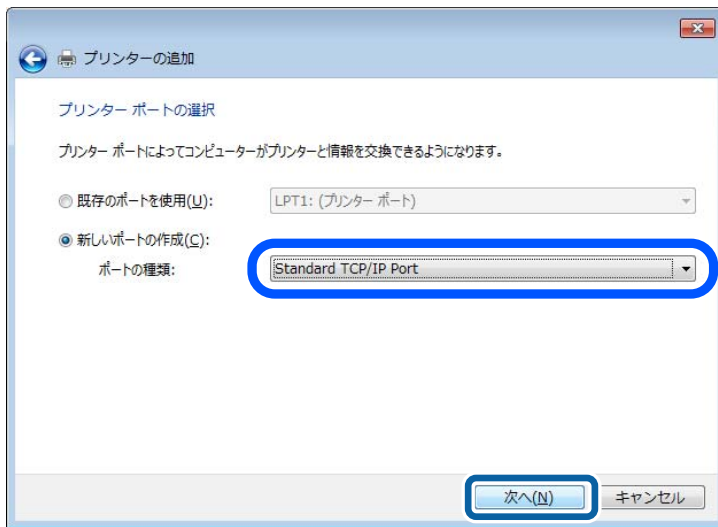 プリンターの追加
プリンター ポートの選択
プリンター ポートによってコンピューターがプリンターと情報を交換できるようになります。
既存のポートを使用(U):
LPT1: (プリンター ポート)
新しいポートの作成(C):
ポートの種類:
Standard TCP/IP Port
次へ(N)
キャンセル